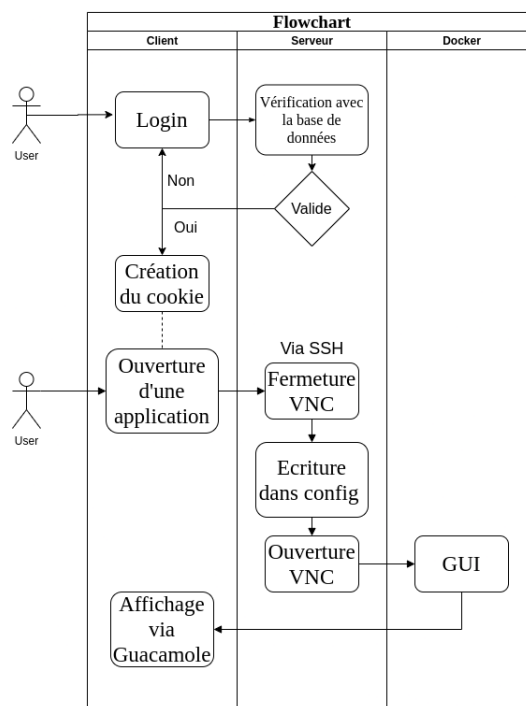 Flowchart
Client
Serveur
Docker
User
Login
Vérification avec
la base de
données
Non
Valide
Oui
Création
du cookie
Via SSH
User
Ouverture
d'une
application
Fermeture
VNC
Ecriture
dans config
Ouverture
VNC
GUI
Affichage
via
Guacamole